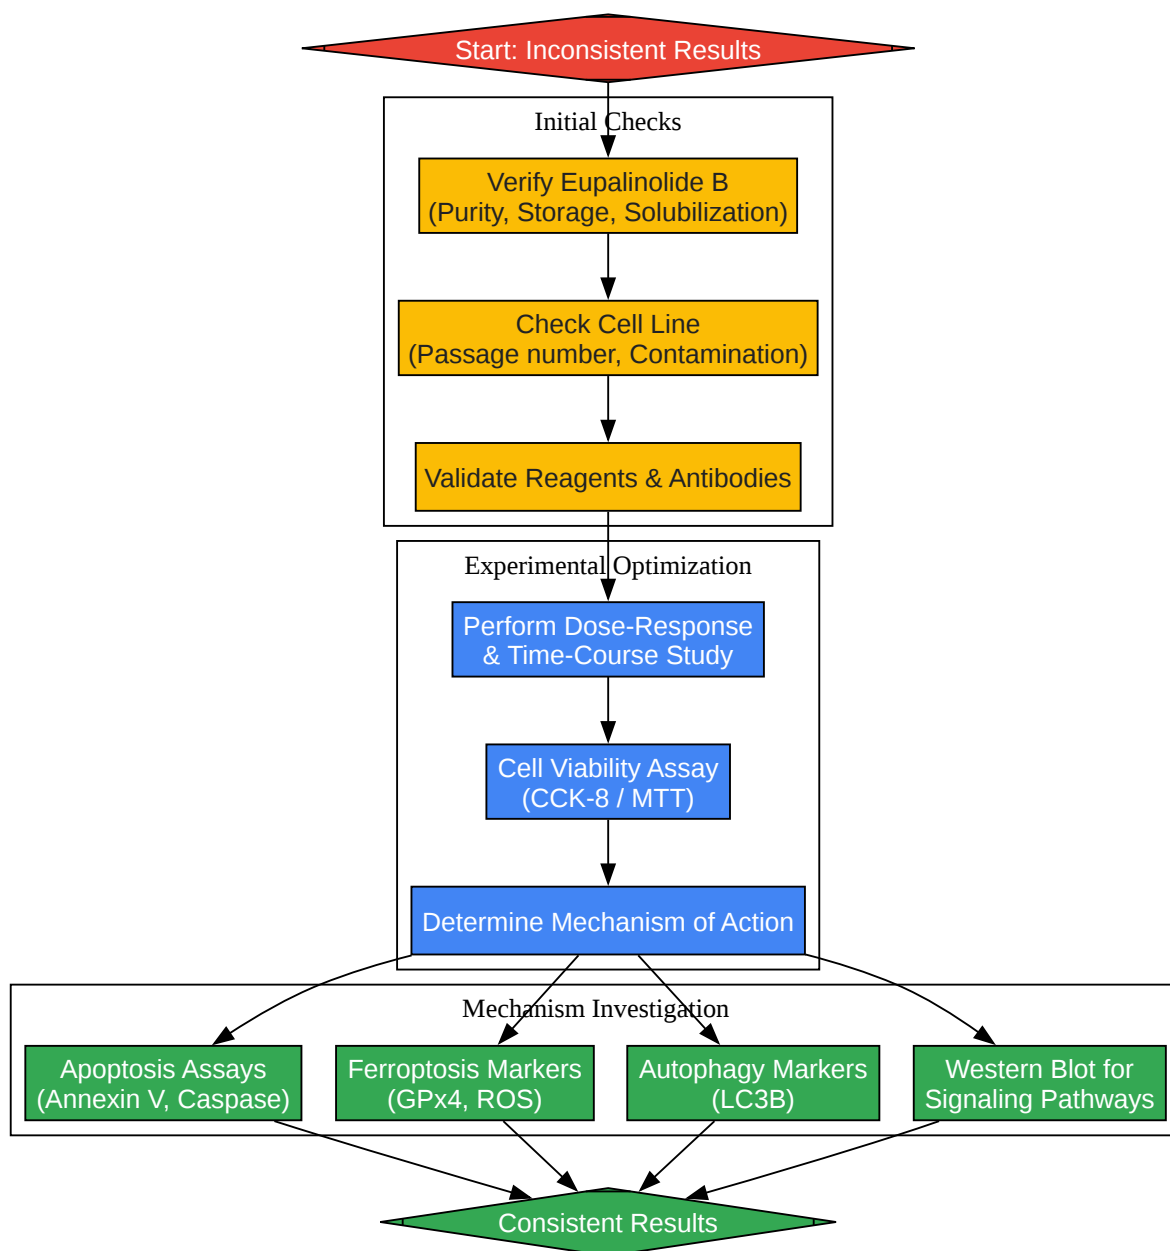 Start: Inconsistent Results
Initial Checks
Verify Eupalinolide B
(Purity, Storage, Solubilization)
Check Cell Line
(Passage number, Contamination)
Validate Reagents & Antibodies
Experimental Optimization
Perform Dose-Response
& Time-Course Study
Cell Viability Assay
(CCK-8 / MTT)
Determine Mechanism of Action
Mechanism Investigation
Apoptosis Assays
(Annexin V, Caspase)
Ferroptosis Markers
(GPx4, ROS)
Autophagy Markers
(LC3B)
Western Blot for
Signaling Pathways
Consistent Results